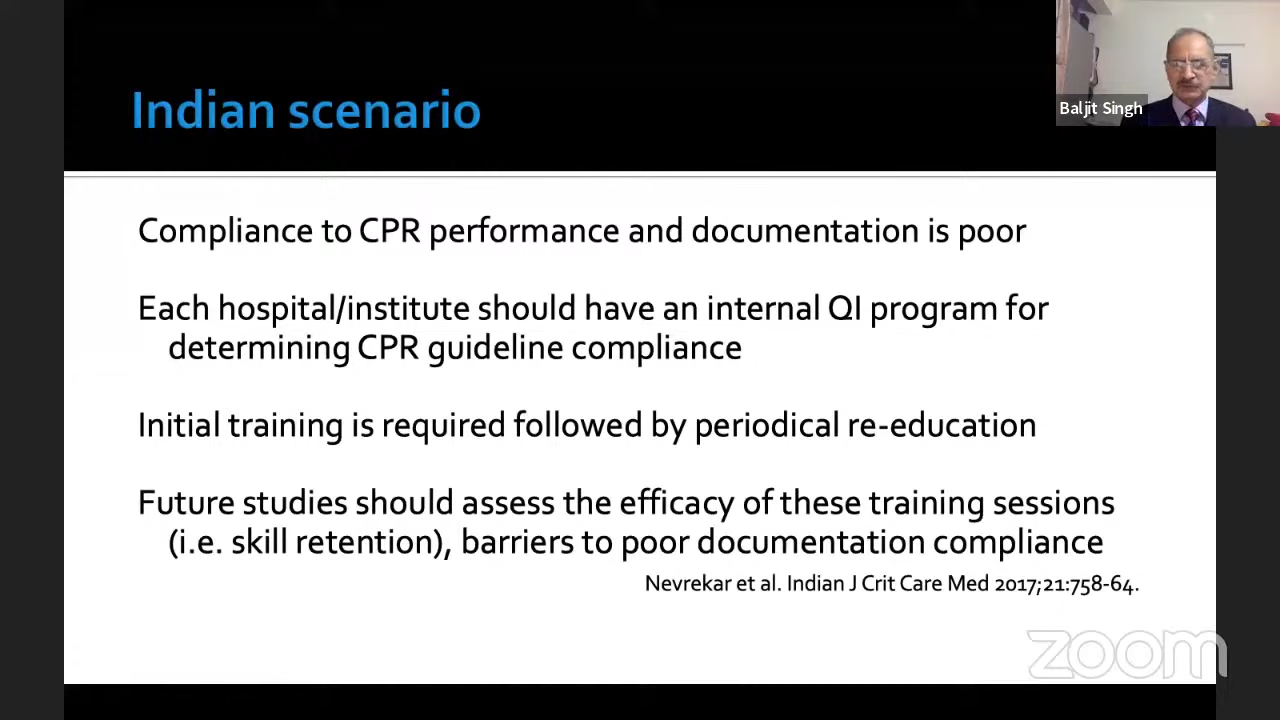 Indian scenario
Baljit Singh
Compliance to CPR performance and documentation is poor
Each hospital/institute should have an internal QI program for
determining CPR guideline compliance
Initial training is required followed by periodical re-education
Future studies should assess the efficacy of these training sessions
(i.e. skill retention), barriers to poor documentation compliance
Nevrekar et al. Indian J Crit Care Med 2017;21:758-64.
zoom